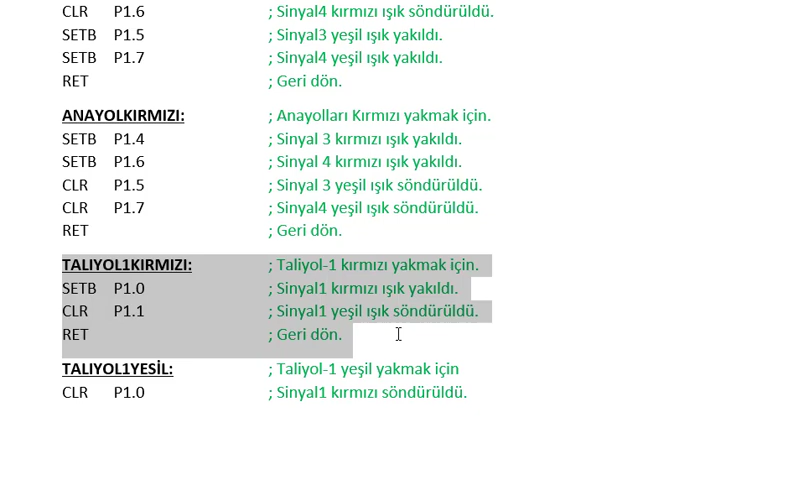 CLR P1.6 ; Sinyal4 kırmızı ışık söndürüldü.
SETB P1.5 ; Sinyal3 yeşil ışık yakıldı.
SETB P1.7 ; Sinyal4 yeşil ışık yakıldı.
RET ; Geri dön.
ANAYOLKIRMIZI: ; Anayolları Kırmızı yakmak için.
SETB P1.4 ; Sinyal 3 kırmızı ışık yakıldı.
SETB P1.6 ; Sinyal 4 kırmızı ışık yakıldı.
CLR P1.5 ; Sinyal 3 yeşil ışık söndürüldü.
CLR P1.7 ; Sinyal4 yeşil ışık söndürüldü.
RET ; Geri dön.
TALIYOL1KIRMIZI: ; Taliyol-1 kırmızı yakmak için.
SETB P1.0 ; Sinyal1 kırmızı ışık yakıldı.
CLR P1.1 ; Sinyal1 yeşil ışık söndürüldü.
RET ; Geri dön.
TALIYOL1YESİL: ; Taliyol-1 yeşil yakmak için
CLR P1.0 ; Sinyal1 kırmızı söndürüldü.